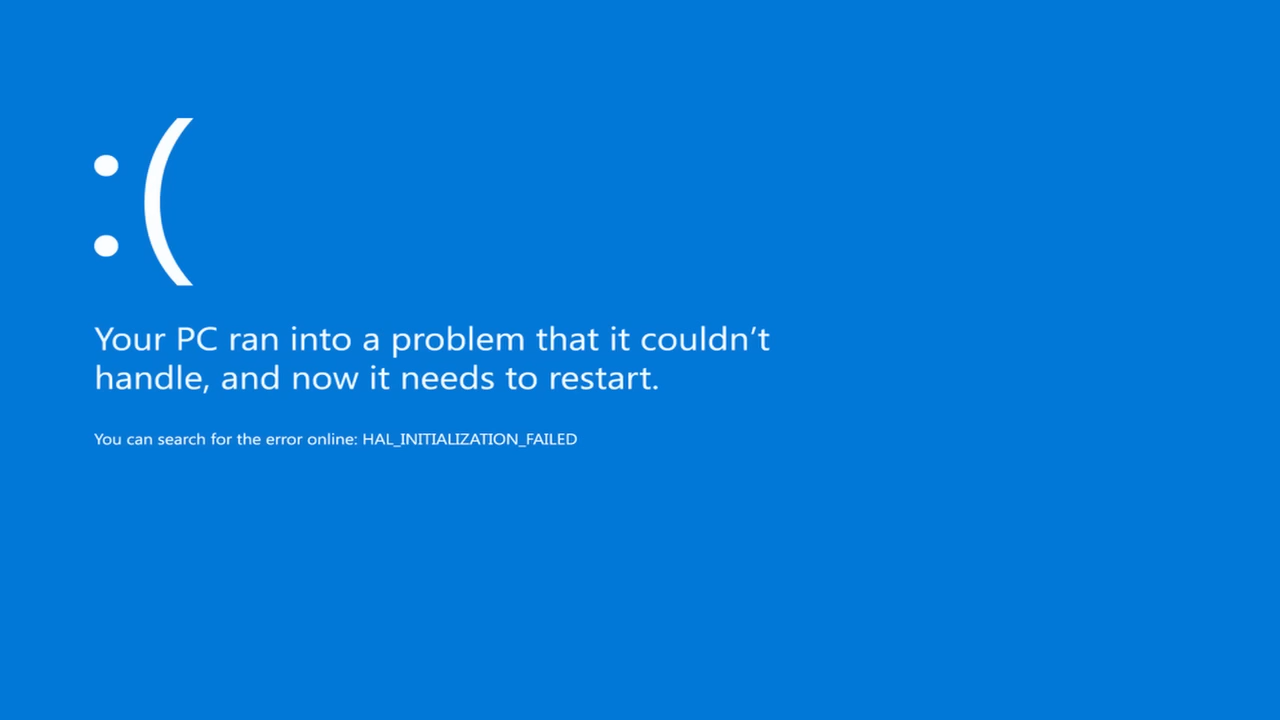 :(
Your PC ran into a problem that it couldn’t
handle, and now it needs to restart.
You can search for the error online: HAL_INITIALIZATION_FAILED